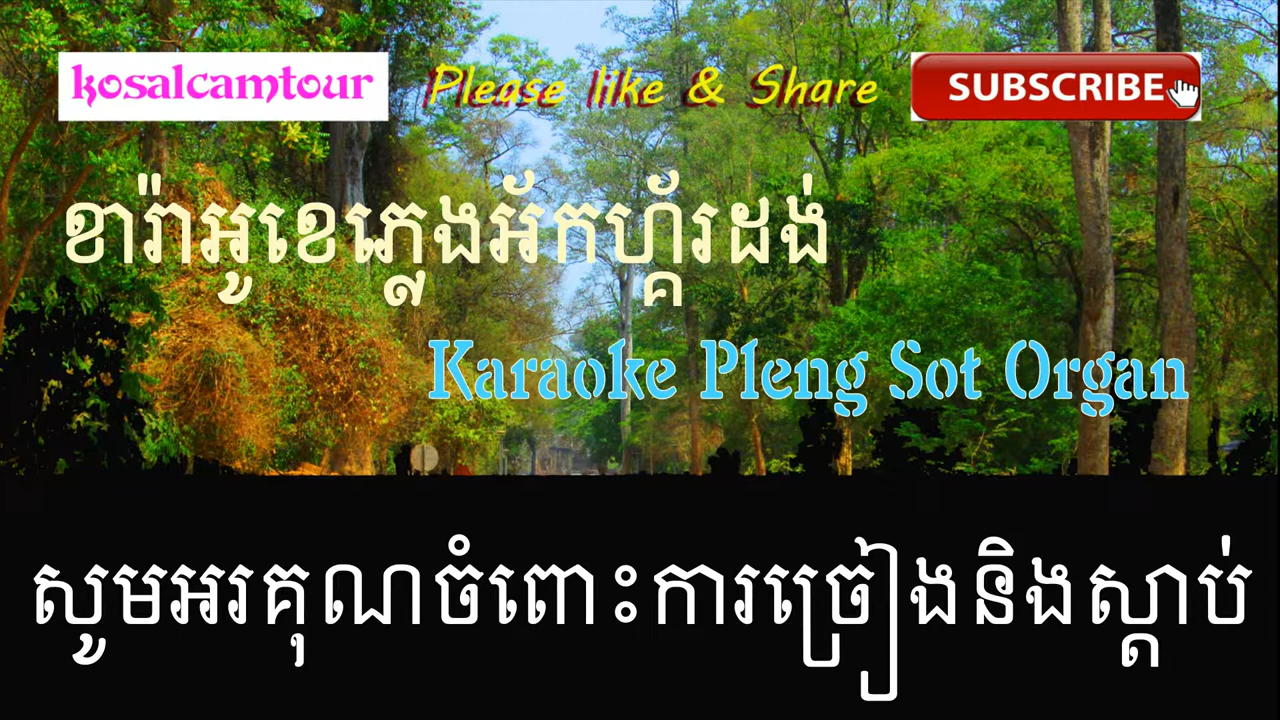 kosalcamtour Please like & Share SUBSCRIBE
ខារ៉ាអូខេភ្លេងអ័កហ្គ័រដង់
Karaoke Pleng Sot Organ
សូមអរគុណចំពោះការច្រៀងនិងស្តាប់